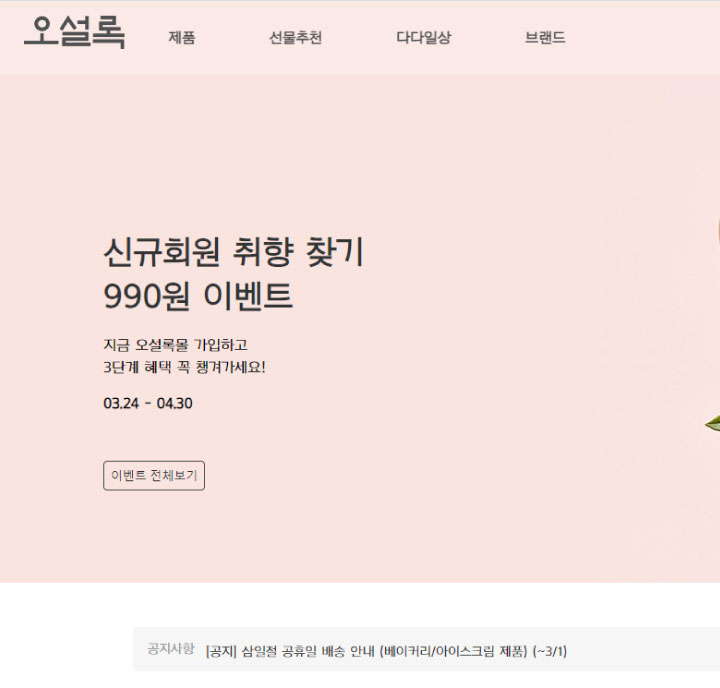 오설록
제품 선물추천 다다일상 브랜드
신규회원 취향 찾기
990원 이벤트
지금 오설록몰 가입하고
3단계 혜택 꼭 챙겨가세요!
03.24 - 04.30
이벤트 전체보기
공지사항 [공지] 삼일절 공휴일 배송 안내 (베이커리/아이스크림 제품) (~3/1)